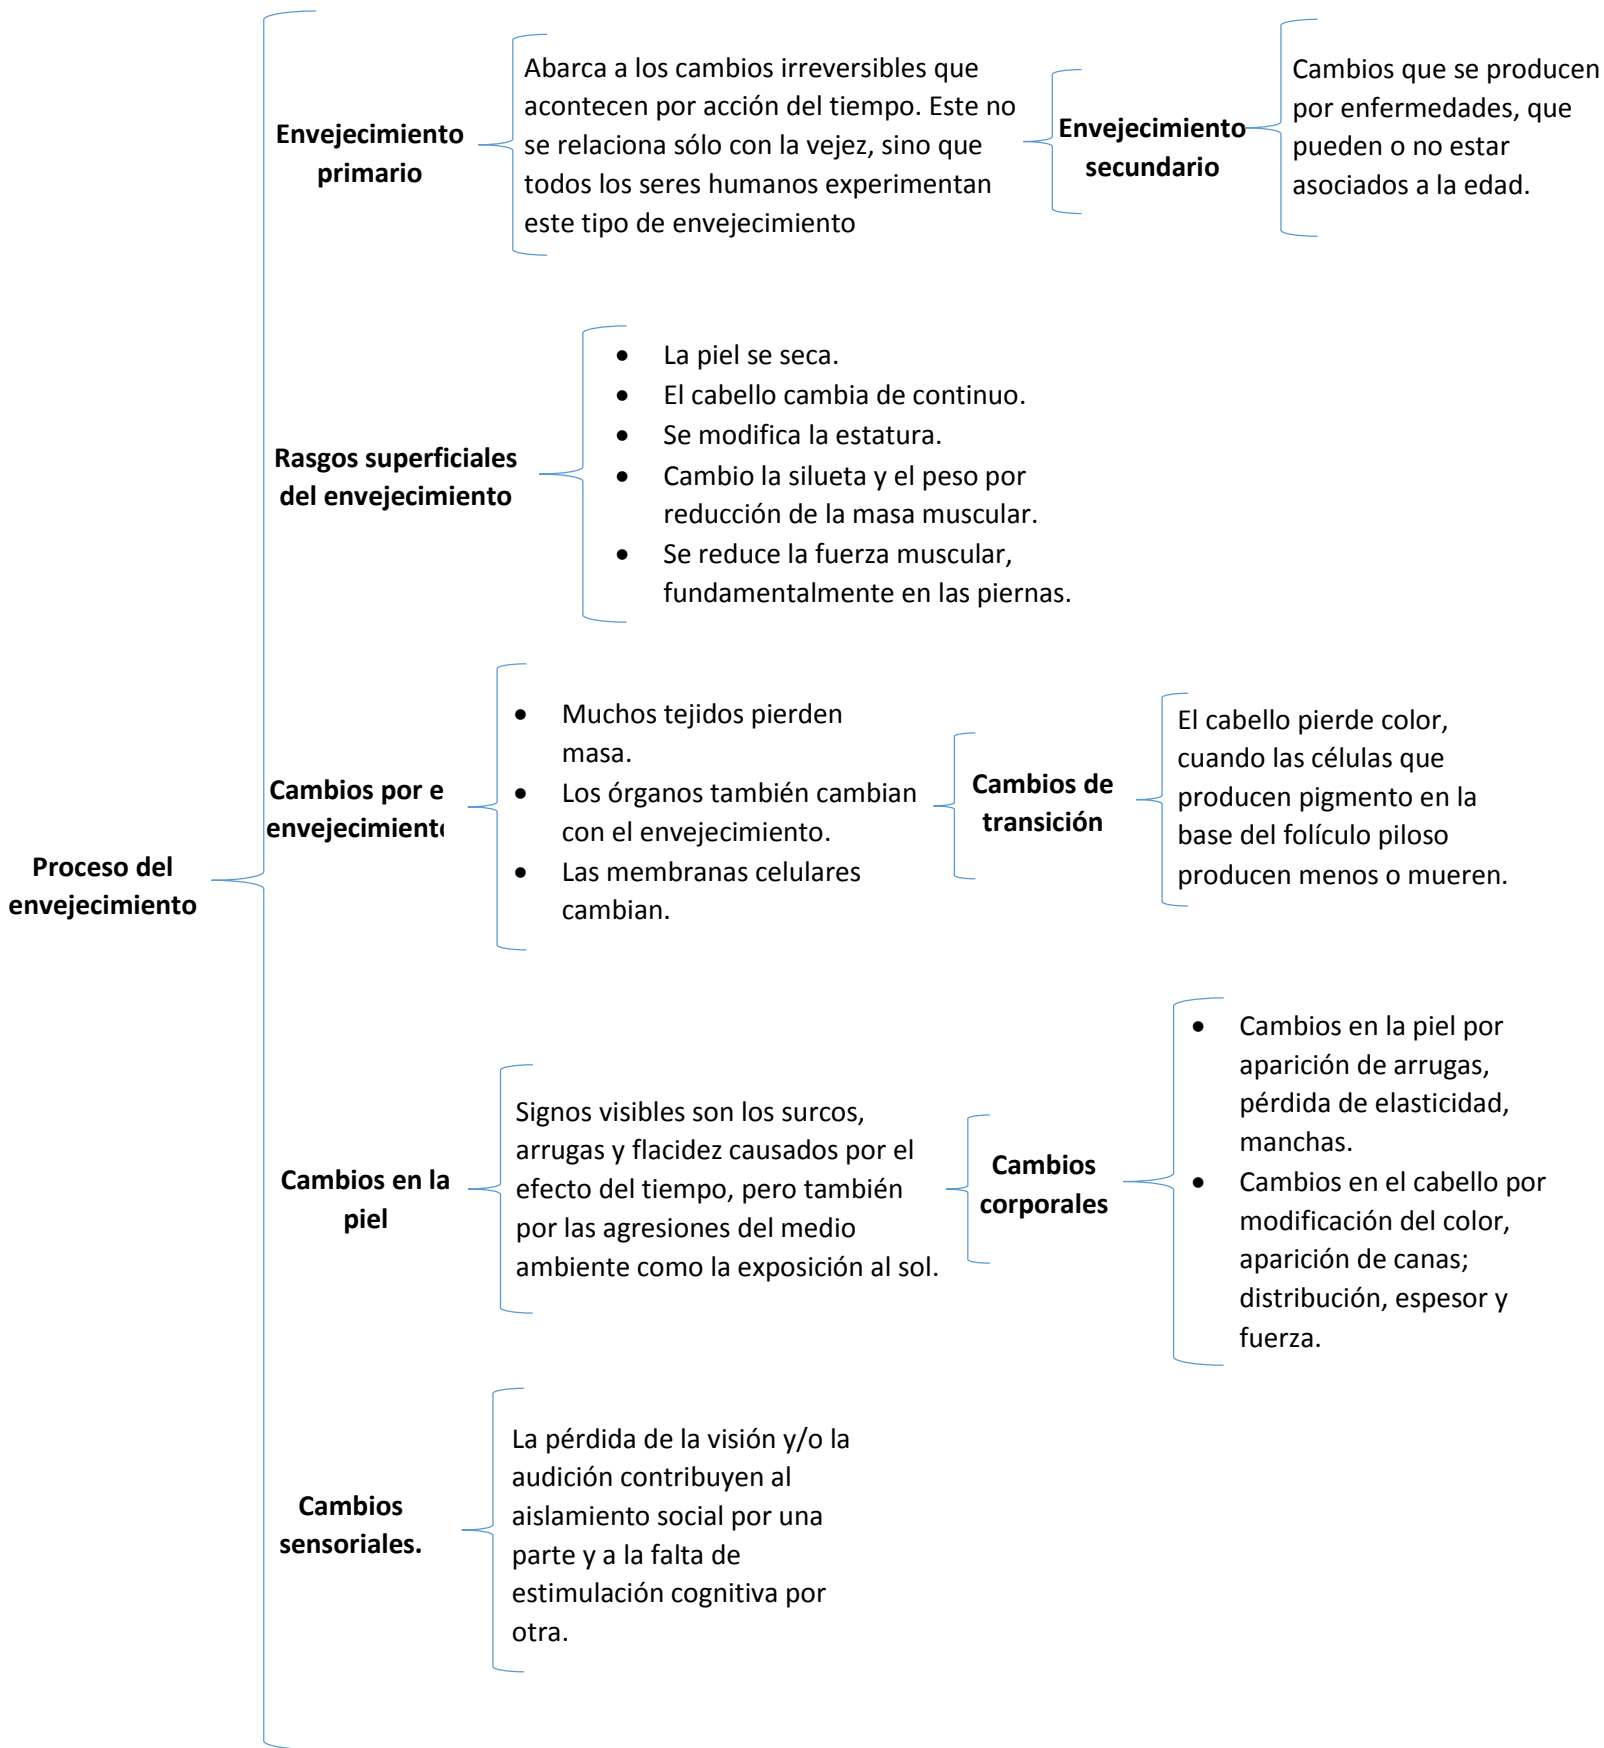 Proceso del
envejecimiento
Envejecimiento
primario
Abarca a los cambios irreversibles que
acontecen por acción del tiempo. Este no
se relaciona sólo con la vejez, sino que
todos los seres humanos experimentan
este tipo de envejecimiento
Envejecimiento
secundario
Cambios que se producen
por enfermedades, que
pueden o no estar
asociados a la edad.
Rasgos superficiales
del envejecimiento
• La piel se seca.
• El cabello cambia de continuo.
• Se modifica la estatura.
• Cambio la silueta y el peso por
reducción de la masa muscular.
• Se reduce la fuerza muscular,
fundamentalmente en las piernas.
Cambios por e
envejecimient
• Muchos tejidos pierden
masa.
• Los órganos también cambian
con el envejecimiento.
• Las membranas celulares
cambian.
Cambios de
transición
El cabello pierde color,
cuando las células que
producen pigmento en la
base del folículo piloso
producen menos o mueren.
Cambios en la
piel
Signos visibles son los surcos,
arrugas y flacidez causados por el
efecto del tiempo, pero también
por las agresiones del medio
ambiente como la exposición al sol.
Cambios
corporales
• Cambios en la piel por
aparición de arrugas,
pérdida de elasticidad,
manchas.
• Cambios en el cabello por
modificación del color,
aparición de canas;
distribución, espesor y
fuerza.
Cambios
sensoriales.
La pérdida de la visión y/o la
audición contribuyen al
aislamiento social por una
parte y a la falta de
estimulación cognitiva por
otra.